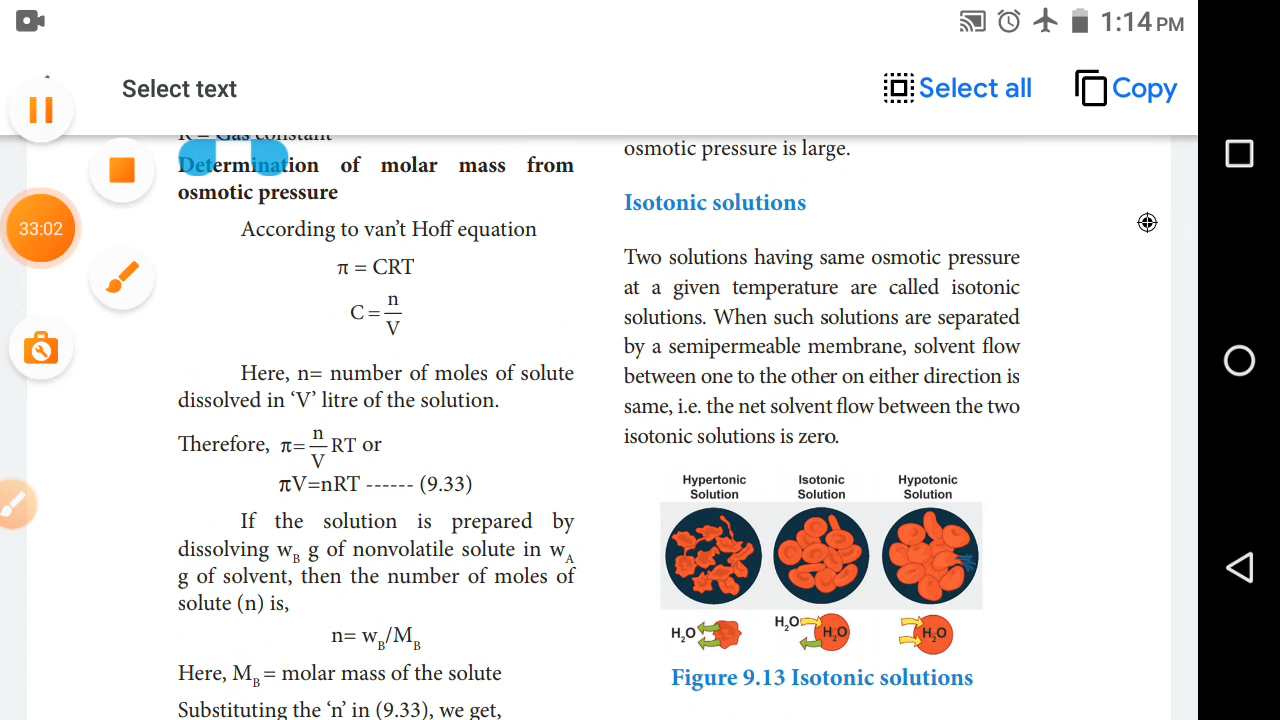 1:14 PM
Select text
Select all
Copy
33:02
R = Gas constant
Determination of molar mass from
osmotic pressure
According to van't Hoff equation
π = CRT
C = n/V
Here, n= number of moles of solute
dissolved in ‘V’ litre of the solution.
Therefore, π= n/V RT or
πV=nRT ------ (9.33)
If the solution is prepared by
dissolving w_B g of nonvolatile solute in w_A
g of solvent, then the number of moles of
solute (n) is,
n= w_B/M_B
Here, M_B = molar mass of the solute
Substituting the ‘n’ in (9.33), we get,
osmotic pressure is large.
Isotonic solutions
Two solutions having same osmotic pressure
at a given temperature are called isotonic
solutions. When such solutions are separated
by a semipermeable membrane, solvent flow
between one to the other on either direction is
same, i.e. the net solvent flow between the two
isotonic solutions is zero.
Hypertonic Solution
Isotonic Solution
Hypotonic Solution
H₂O
H₂O H₂O
H₂O
Figure 9.13 Isotonic solutions